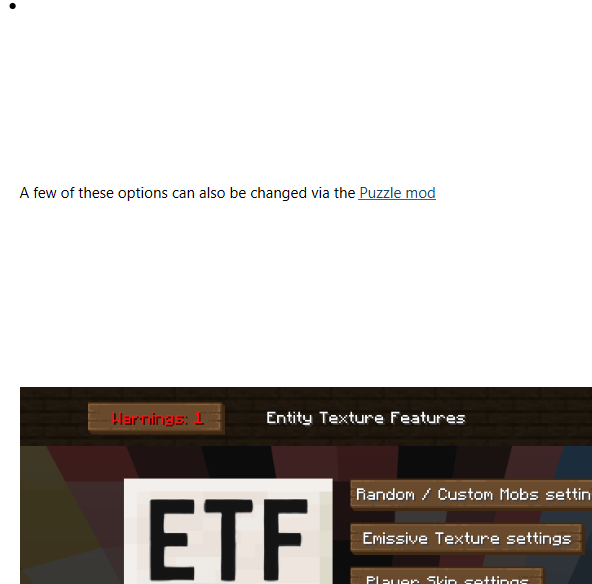 A few of these options can also be changed via the Puzzle mod
Warnings: 1
Entity Texture Features
ETF
Random / Custom Mobs settin
Emissive Texture settings
Player Skin settings